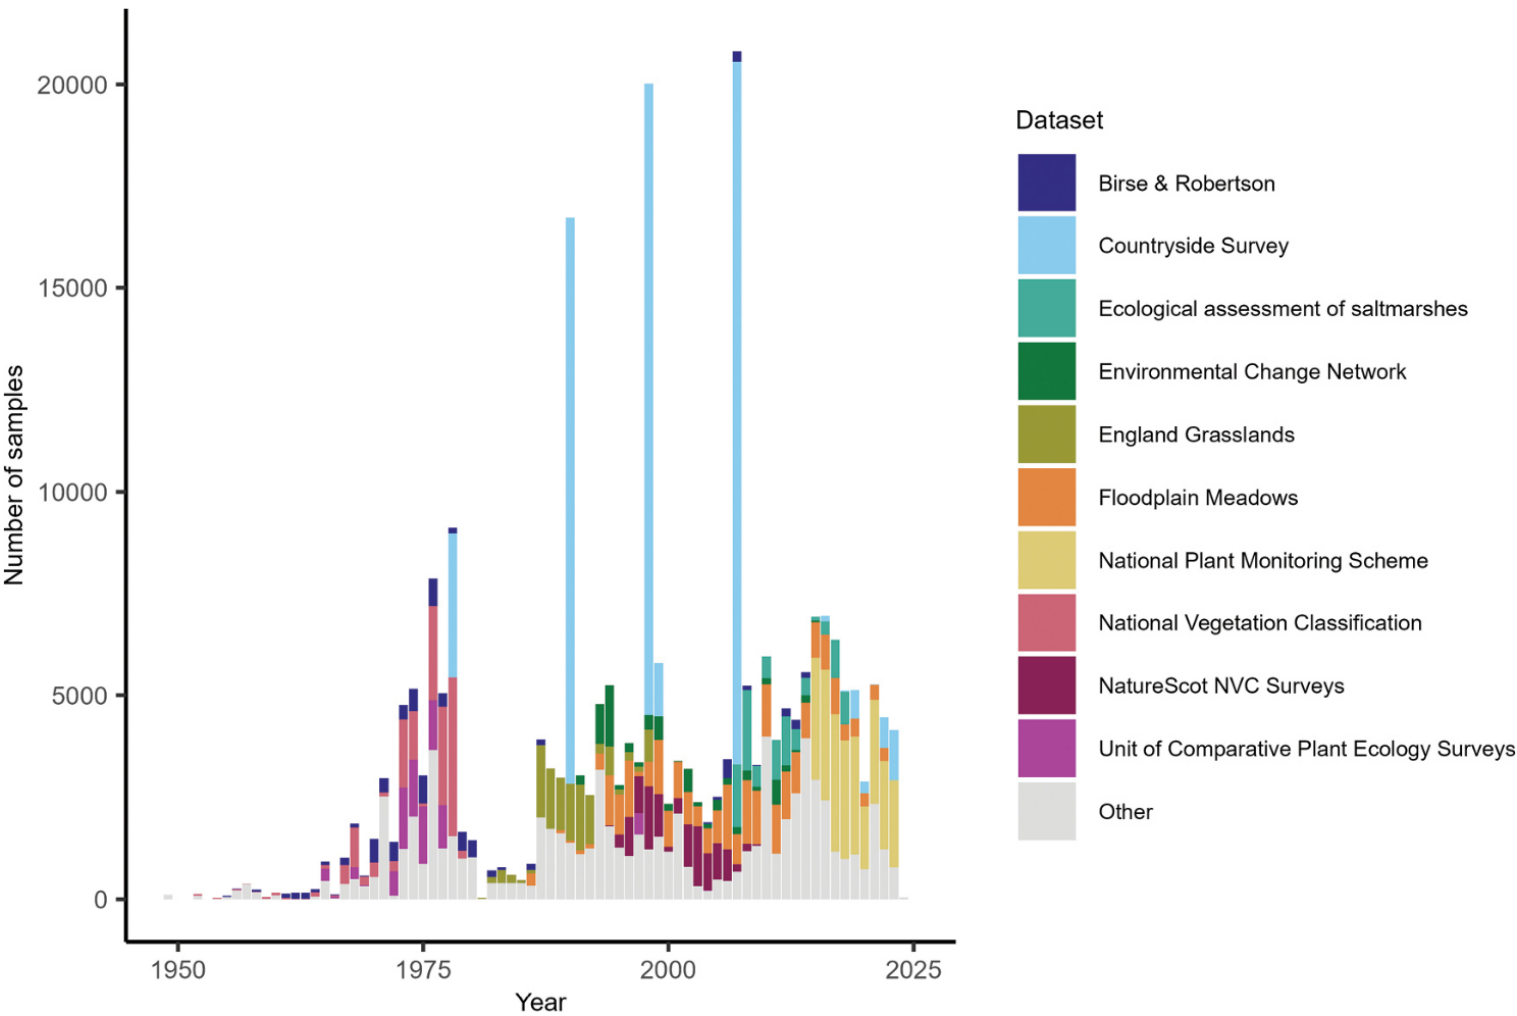 20000
15000
10000
5000
0
Number of samples
1950
1975
2000
2025
Year
Dataset
Birse & Robertson
Countryside Survey
Ecological assessment of saltmarshes
Environmental Change Network
England Grasslands
Floodplain Meadows
National Plant Monitoring Scheme
National Vegetation Classification
NatureScot NVC Surveys
Unit of Comparative Plant Ecology Surveys
Other